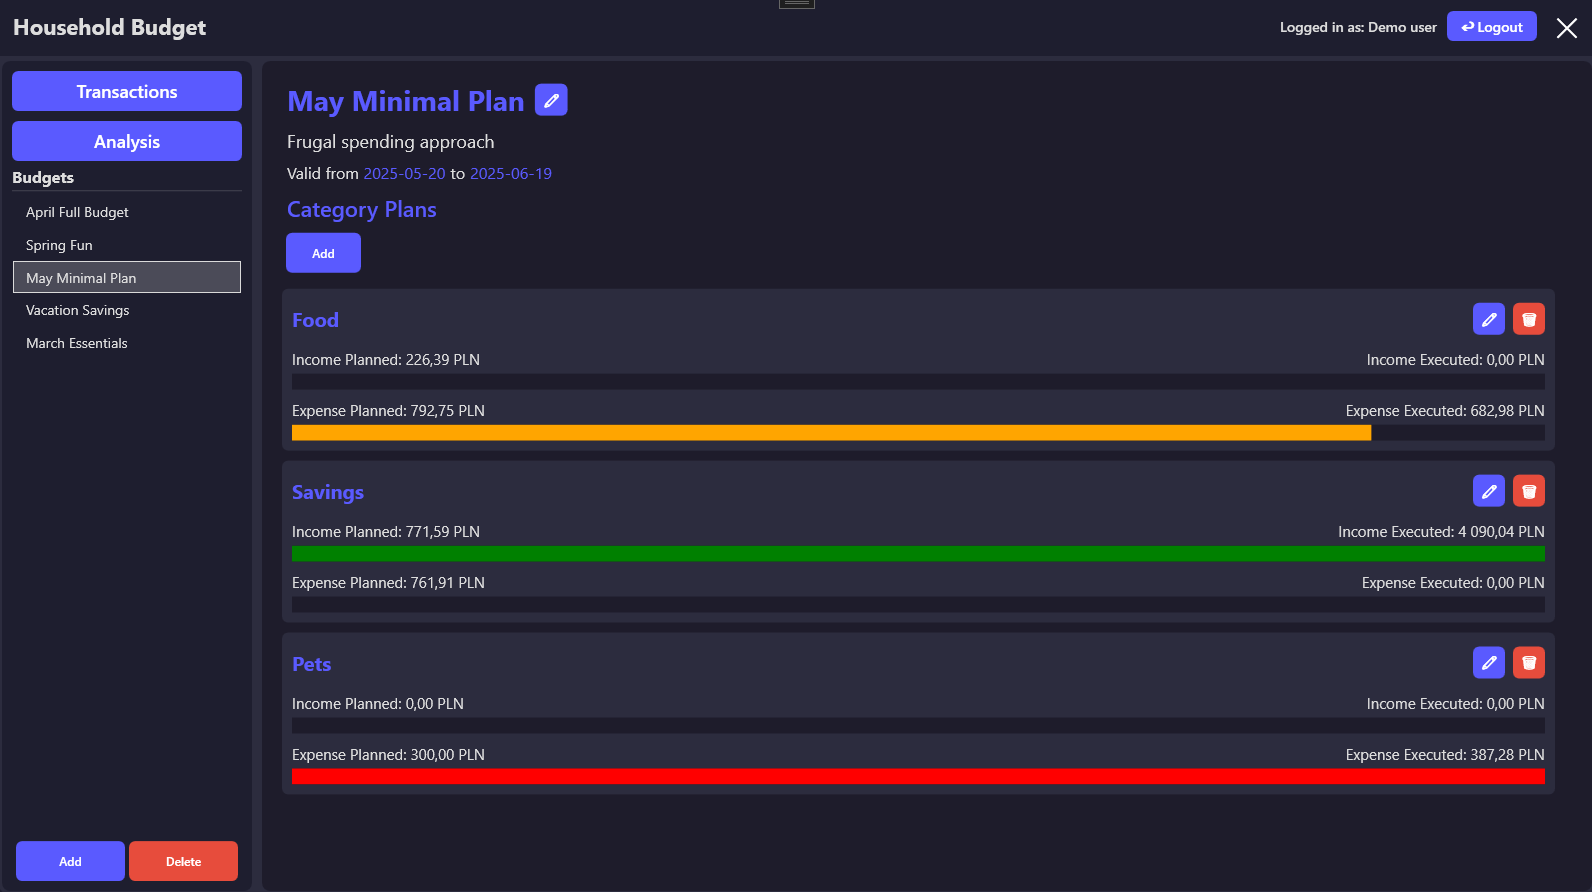 Household Budget
Logged in as: Demo user
Logout
Transactions
Analysis
Budgets
April Full Budget
Spring Fun
May Minimal Plan
Vacation Savings
March Essentials
Add
Delete
May Minimal Plan
Frugal spending approach
Valid from 2025-05-20 to 2025-06-19
Category Plans
Add
Food
Income Planned: 226,39 PLN
Income Executed: 0,00 PLN
Expense Planned: 792,75 PLN
Expense Executed: 682,98 PLN
Savings
Income Planned: 771,59 PLN
Income Executed: 4 090,04 PLN
Expense Planned: 761,91 PLN
Expense Executed: 0,00 PLN
Pets
Income Planned: 0,00 PLN
Income Executed: 0,00 PLN
Expense Planned: 300,00 PLN
Expense Executed: 387,28 PLN